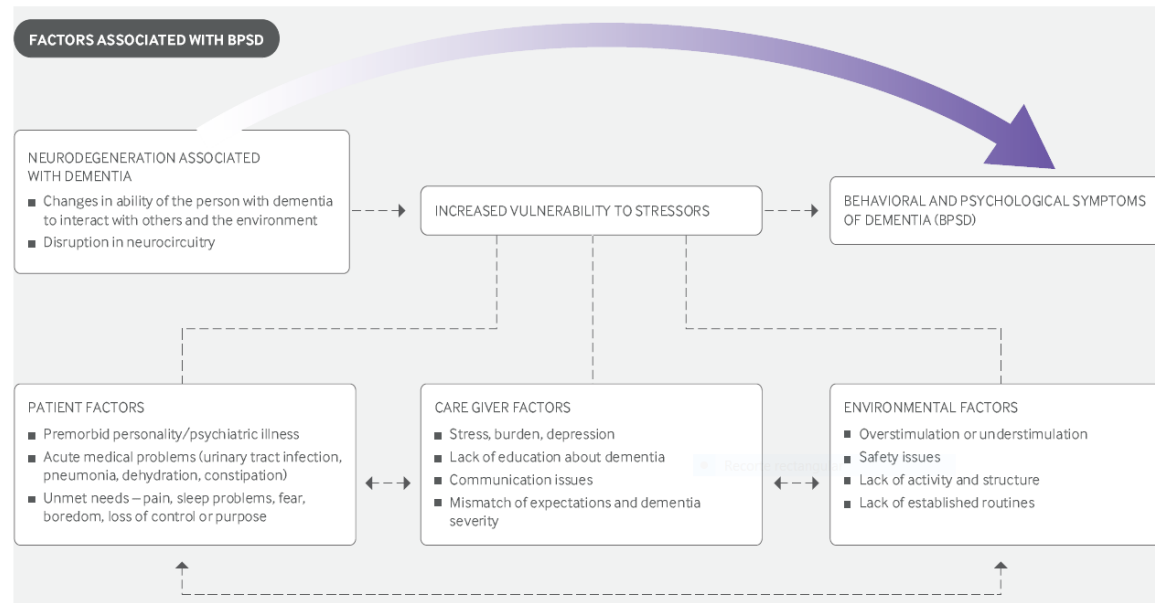 FACTORS ASSOCIATED WITH BPSD
NEURODEGENERATION ASSOCIATED
WITH DEMENTIA
■ Changes in ability of the person with dementia
to interact with others and the environment
■ Disruption in neurocircuitry
INCREASED VULNERABILITY TO STRESSORS
BEHAVIORAL AND PSYCHOLOGICAL SYMPTOMS
OF DEMENTIA (BPSD)
PATIENT FACTORS
■ Premorbid personality/psychiatric illness
■ Acute medical problems (urinary tract infection,
pneumonia, dehydration, constipation)
■ Unmet needs – pain, sleep problems, fear,
boredom, loss of control or purpose
CARE GIVER FACTORS
■ Stress, burden, depression
■ Lack of education about dementia
■ Communication issues
■ Mismatch of expectations and dementia
severity
ENVIRONMENTAL FACTORS
■ Overstimulation or understimulation
■ Safety issues
■ Lack of activity and structure
■ Lack of established routines